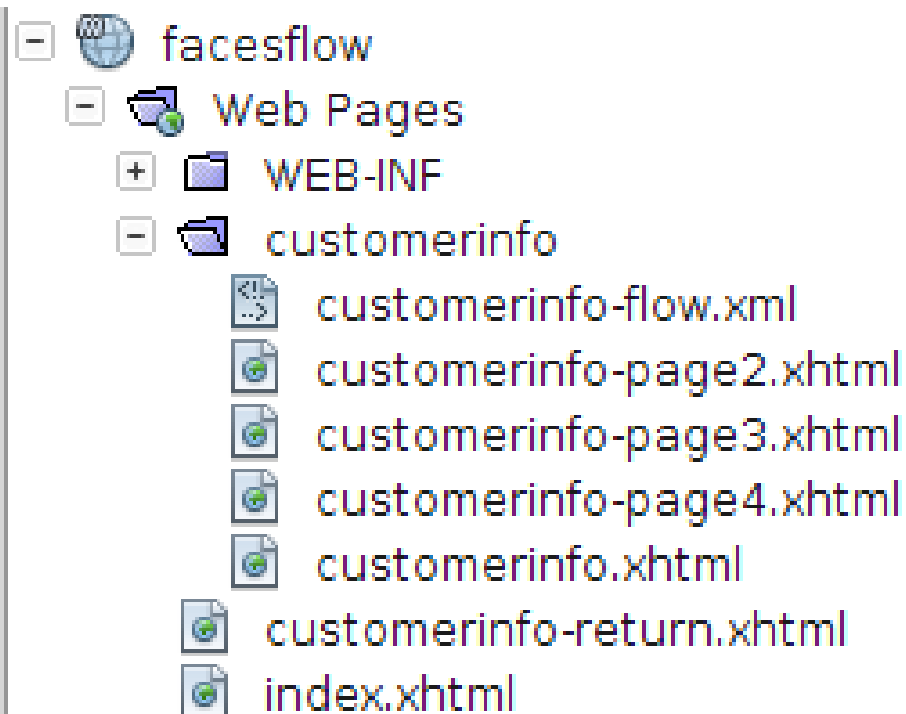 facesflow
Web Pages
WEB-INF
customerinfo
customerinfo-flow.xml
customerinfo-page2.xhtml
customerinfo-page3.xhtml
customerinfo-page4.xhtml
customerinfo.xhtml
customerinfo-return.xhtml
index.xhtml